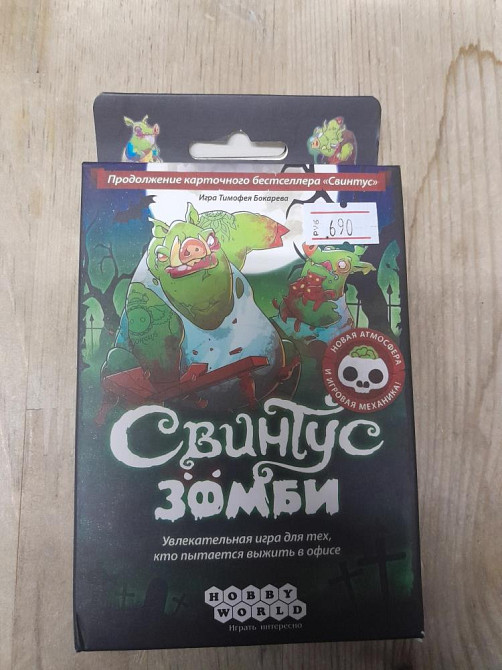 Продолжение карточного бестселлера «Свинтус»
Игра Тимофея Бокарева
РУБ
690
НОВАЯ АТМОСФЕРА
И ИГРОВАЯ МЕХАНИКА!
Свинтус
ЗОМБИ
Увлекательная игра для тех,
кто пытается выжить в офисе
HOBBY
WORLD
Играть интересно